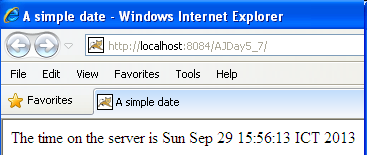 A simple date - Windows Internet Explorer
http://localhost:8084/AJDay5_7/
File Edit View Favorites Tools Help
Favorites A simple date
The time on the server is Sun Sep 29 15:56:13 ICT 2013